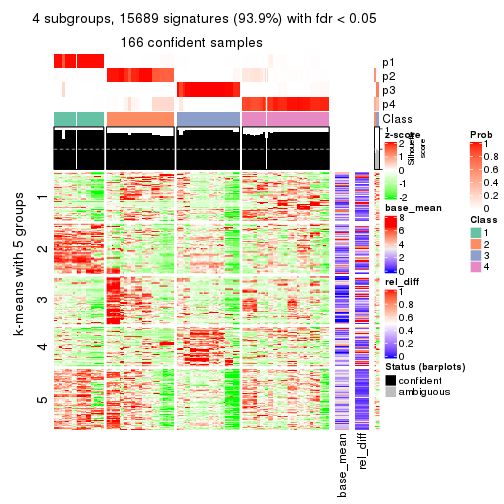 4 subgroups, 15689 signatures (93.9%) with fdr < 0.05
166 confident samples
p1
p2
p3
p4
Class
1
Silhouette
score
k-means with 5 groups
1
2
3
4
5
base_mean
rel_diff
z-score
2
1
0
-1
-2
base_mean
8
6
4
2
0
rel_diff
1
0.8
0.6
0.4
0.2
0
Status (barplots)
confident
ambiguous
Prob
1
0.8
0.6
0.4
0.2
0
Class
1
2
3
4